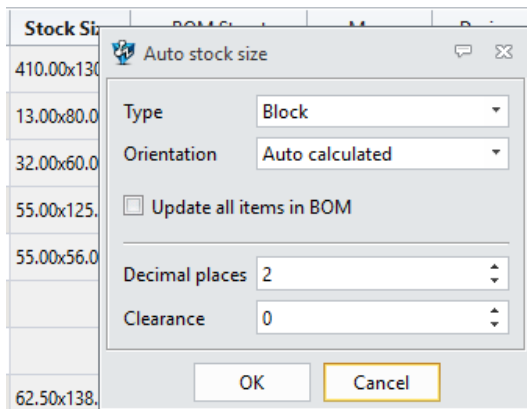 Stock Si
Auto stock size
410.00x130
13.00x80.0
Type Block
32.00x60.0
Orientation Auto calculated
55.00x125.
Update all items in BOM
55.00x56.0
Decimal places 2
Clearance 0
OK Cancel
62.50x138.